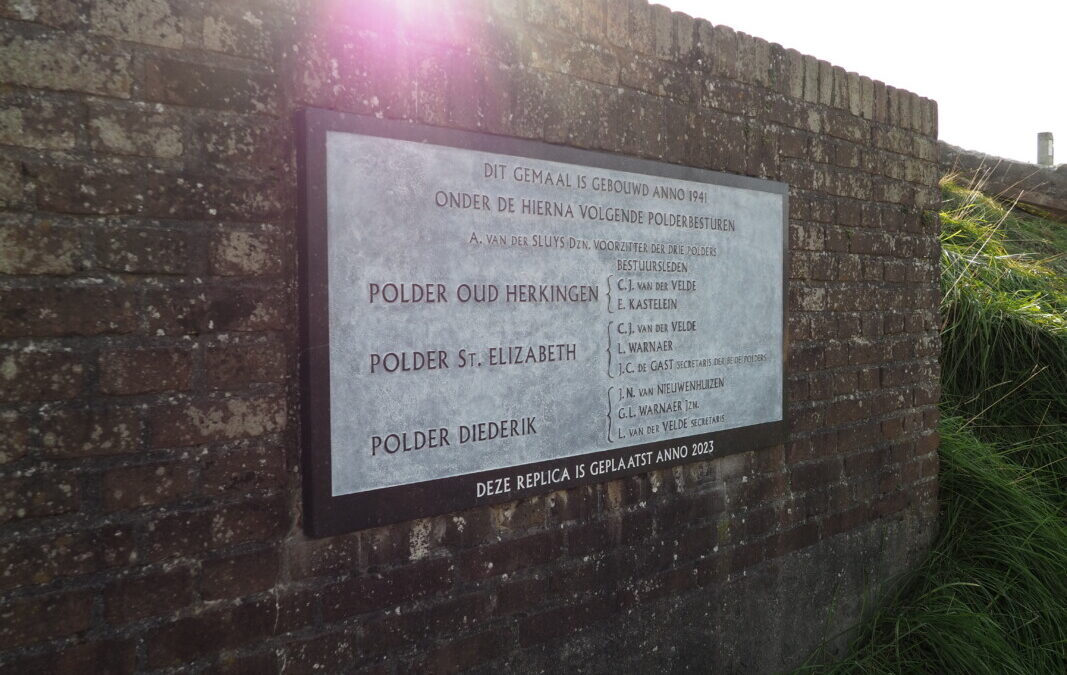 DIT GEMAAL IS GEBOUWD ANNO 1941
ONDER DE HIERNA VOLGENDE POLDERBESTUREN
A. VAN DER SLUYS DZN. VOORZITTER DER DRIE POLDERS
BESTUURSLEDEN
POLDER OUD HERKINGEN
C.J. VAN DER VELDE
E. KASTELEIN
POLDER ST. ELIZABETH
C.J. VAN DER VELDE
L. WARNAER
J.C. DE GAST SECRETARIS DER BEIDE POLDERS
POLDER DIEDERIK
J.N. VAN NIEUWENHUIZEN
G.L. WARNAER JZN.
L. VAN DER VELDE SECRETARIS
DEZE REPLICA IS GEPLAATST ANNO 2023